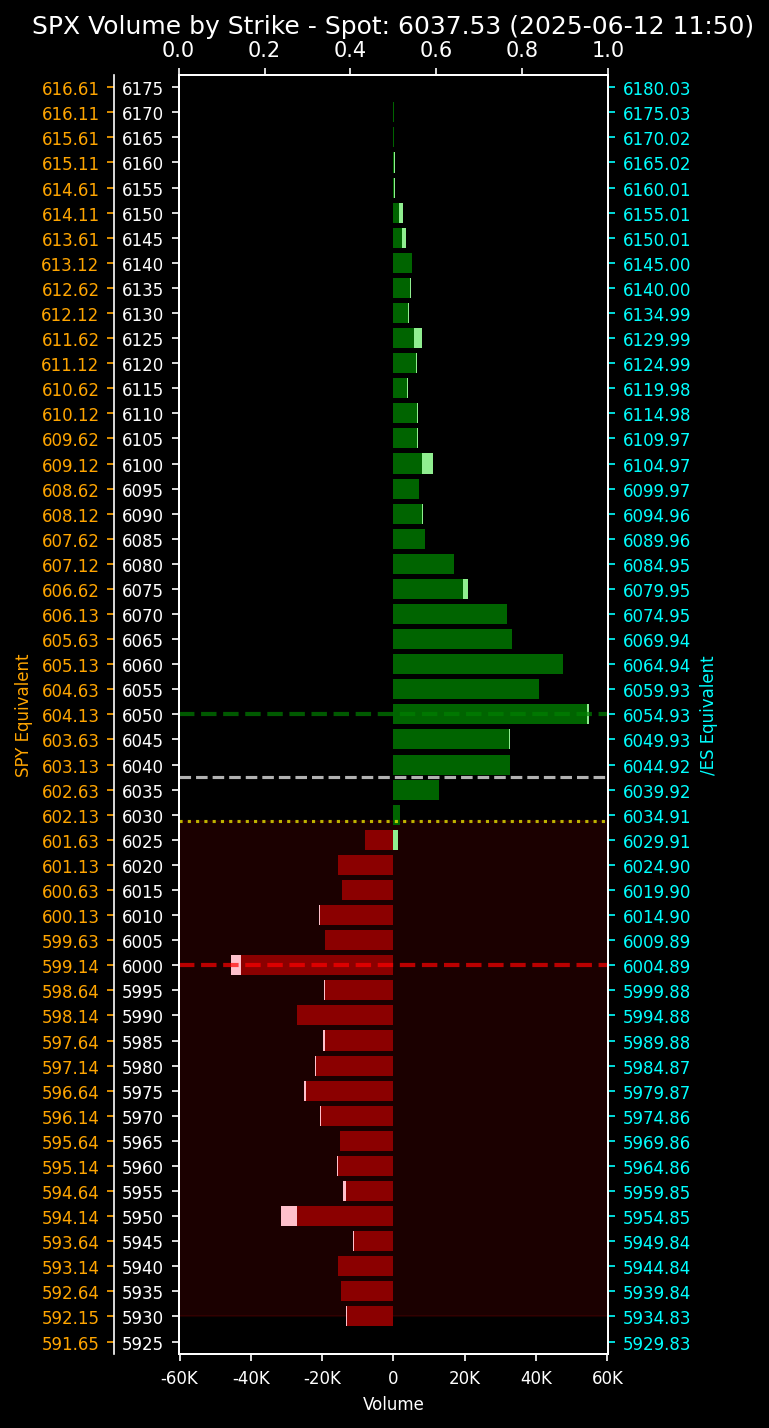 SPX Volume by Strike - Spot: 6037.53 (2025-06-12 11:50)
0.0 0.2 0.4 0.6 0.8 1.0
616.61 6175 6180.03
616.11 6170 6175.03
615.61 6165 6170.02
615.11 6160 6165.02
614.61 6155 6160.01
614.11 6150 6155.01
613.61 6145 6150.01
613.12 6140 6145.00
612.62 6135 6140.00
612.12 6130 6134.99
611.62 6125 6129.99
611.12 6120 6124.99
610.62 6115 6119.98
610.12 6110 6114.98
609.62 6105 6109.97
609.12 6100 6104.97
608.62 6095 6099.97
608.12 6090 6094.96
607.62 6085 6089.96
607.12 6080 6084.95
606.62 6075 6079.95
606.13 6070 6074.95
605.63 6065 6069.94
605.13 6060 6064.94
604.63 6055 6059.93
604.13 6050 6054.93
603.63 6045 6049.93
603.13 6040 6044.92
602.63 6035 6039.92
602.13 6030 6034.91
601.63 6025 6029.91
601.13 6020 6024.90
600.63 6015 6019.90
600.13 6010 6014.90
599.63 6005 6009.89
599.14 6000 6004.89
598.64 5995 5999.88
598.14 5990 5994.88
597.64 5985 5989.88
597.14 5980 5984.87
596.64 5975 5979.87
596.14 5970 5974.86
595.64 5965 5969.86
595.14 5960 5964.86
594.64 5955 5959.85
594.14 5950 5954.85
593.64 5945 5949.84
593.14 5940 5944.84
592.64 5935 5939.84
592.15 5930 5934.83
591.65 5925 5929.83
SPY Equivalent
/ES Equivalent
-60K -40K -20K 0 20K 40K 60K
Volume